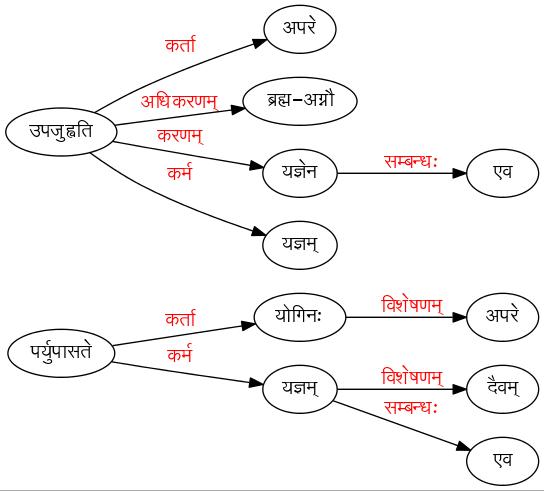 अपरे
कर्ता
अधिकरणम्
ब्रह्म-अग्नौ
उपजुह्वति
करणम्
यज्ञेन
सम्बन्धः
एव
कर्म
यज्ञम्
कर्ता
योगिनः
विशेषणम्
अपरे
पर्युपासते
कर्म
यज्ञम्
विशेषणम्
दैवम्
सम्बन्धः
एव